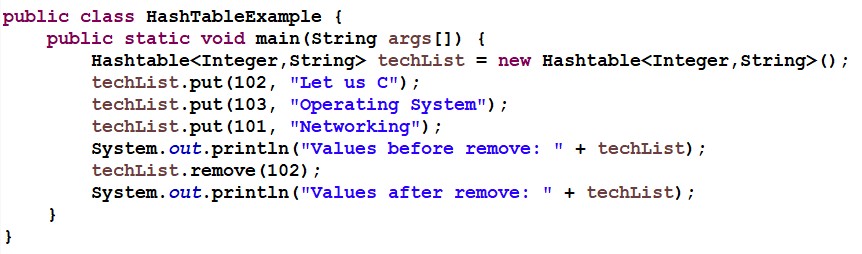 public class HashTableExample {
public static void main(String args[]) {
Hashtable<Integer,String> techList = new Hashtable<Integer,String>();
techList.put(102, "Let us C");
techList.put(103, "Operating System");
techList.put(101, "Networking");
System.out.println("Values before remove: " + techList);
techList.remove(102);
System.out.println("Values after remove: " + techList);
}
}